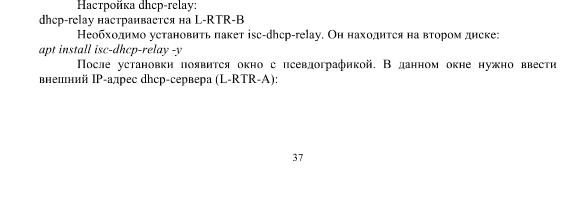 Настройка dhcp-relay:
dhcp-relay настраивается на L-RTR-B
Необходимо установить пакет isc-dhcp-relay. Он находится на втором диске:
apt install isc-dhcp-relay -y
После установки появится окно с псевдографикой. В данном окне нужно ввести
внешний IP-адрес dhcp-сервера (L-RTR-A):
37